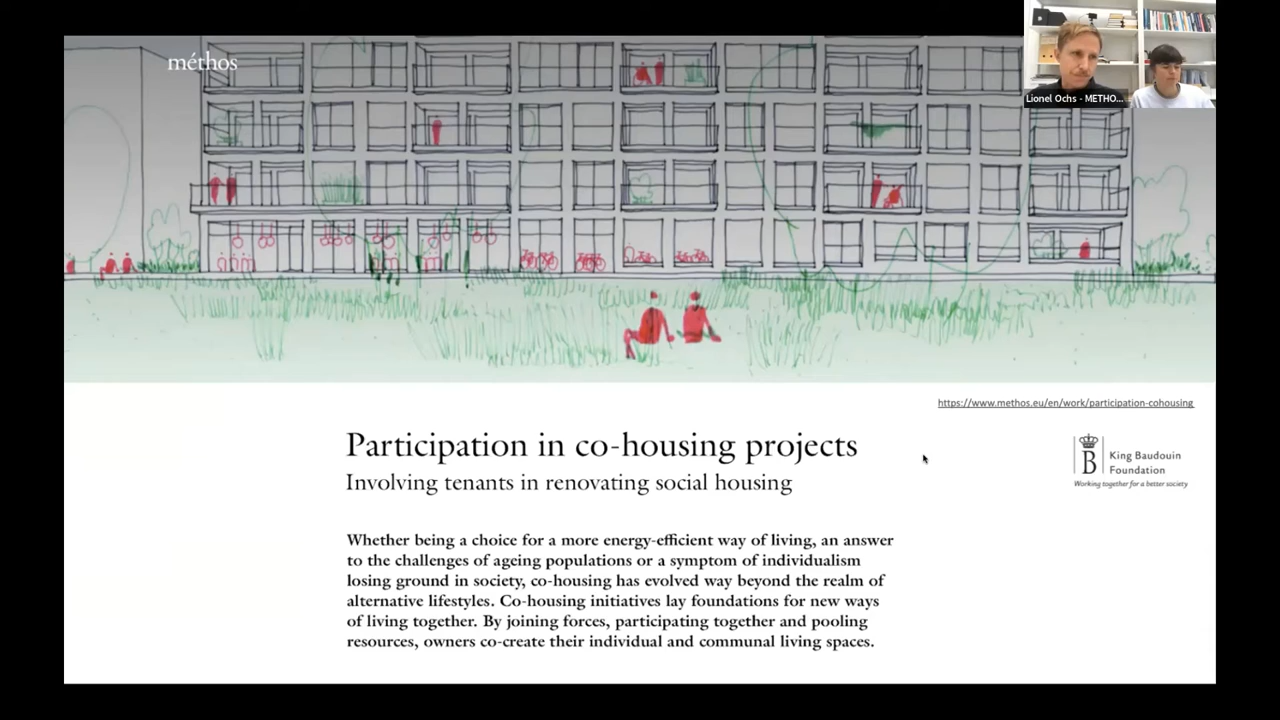 méthos
Lionel Ochs - METHO...
https://www.methos.eu/en/work/participation-cohousing
Participation in co-housing projects
Involving tenants in renovating social housing
B
King Baudouin
Foundation
Working together for a better society
Whether being a choice for a more energy-efficient way of living, an answer
to the challenges of ageing populations or a symptom of individualism
losing ground in society, co-housing has evolved way beyond the realm of
alternative lifestyles. Co-housing initiatives lay foundations for new ways
of living together. By joining forces, participating together and pooling
resources, owners co-create their individual and communal living spaces.